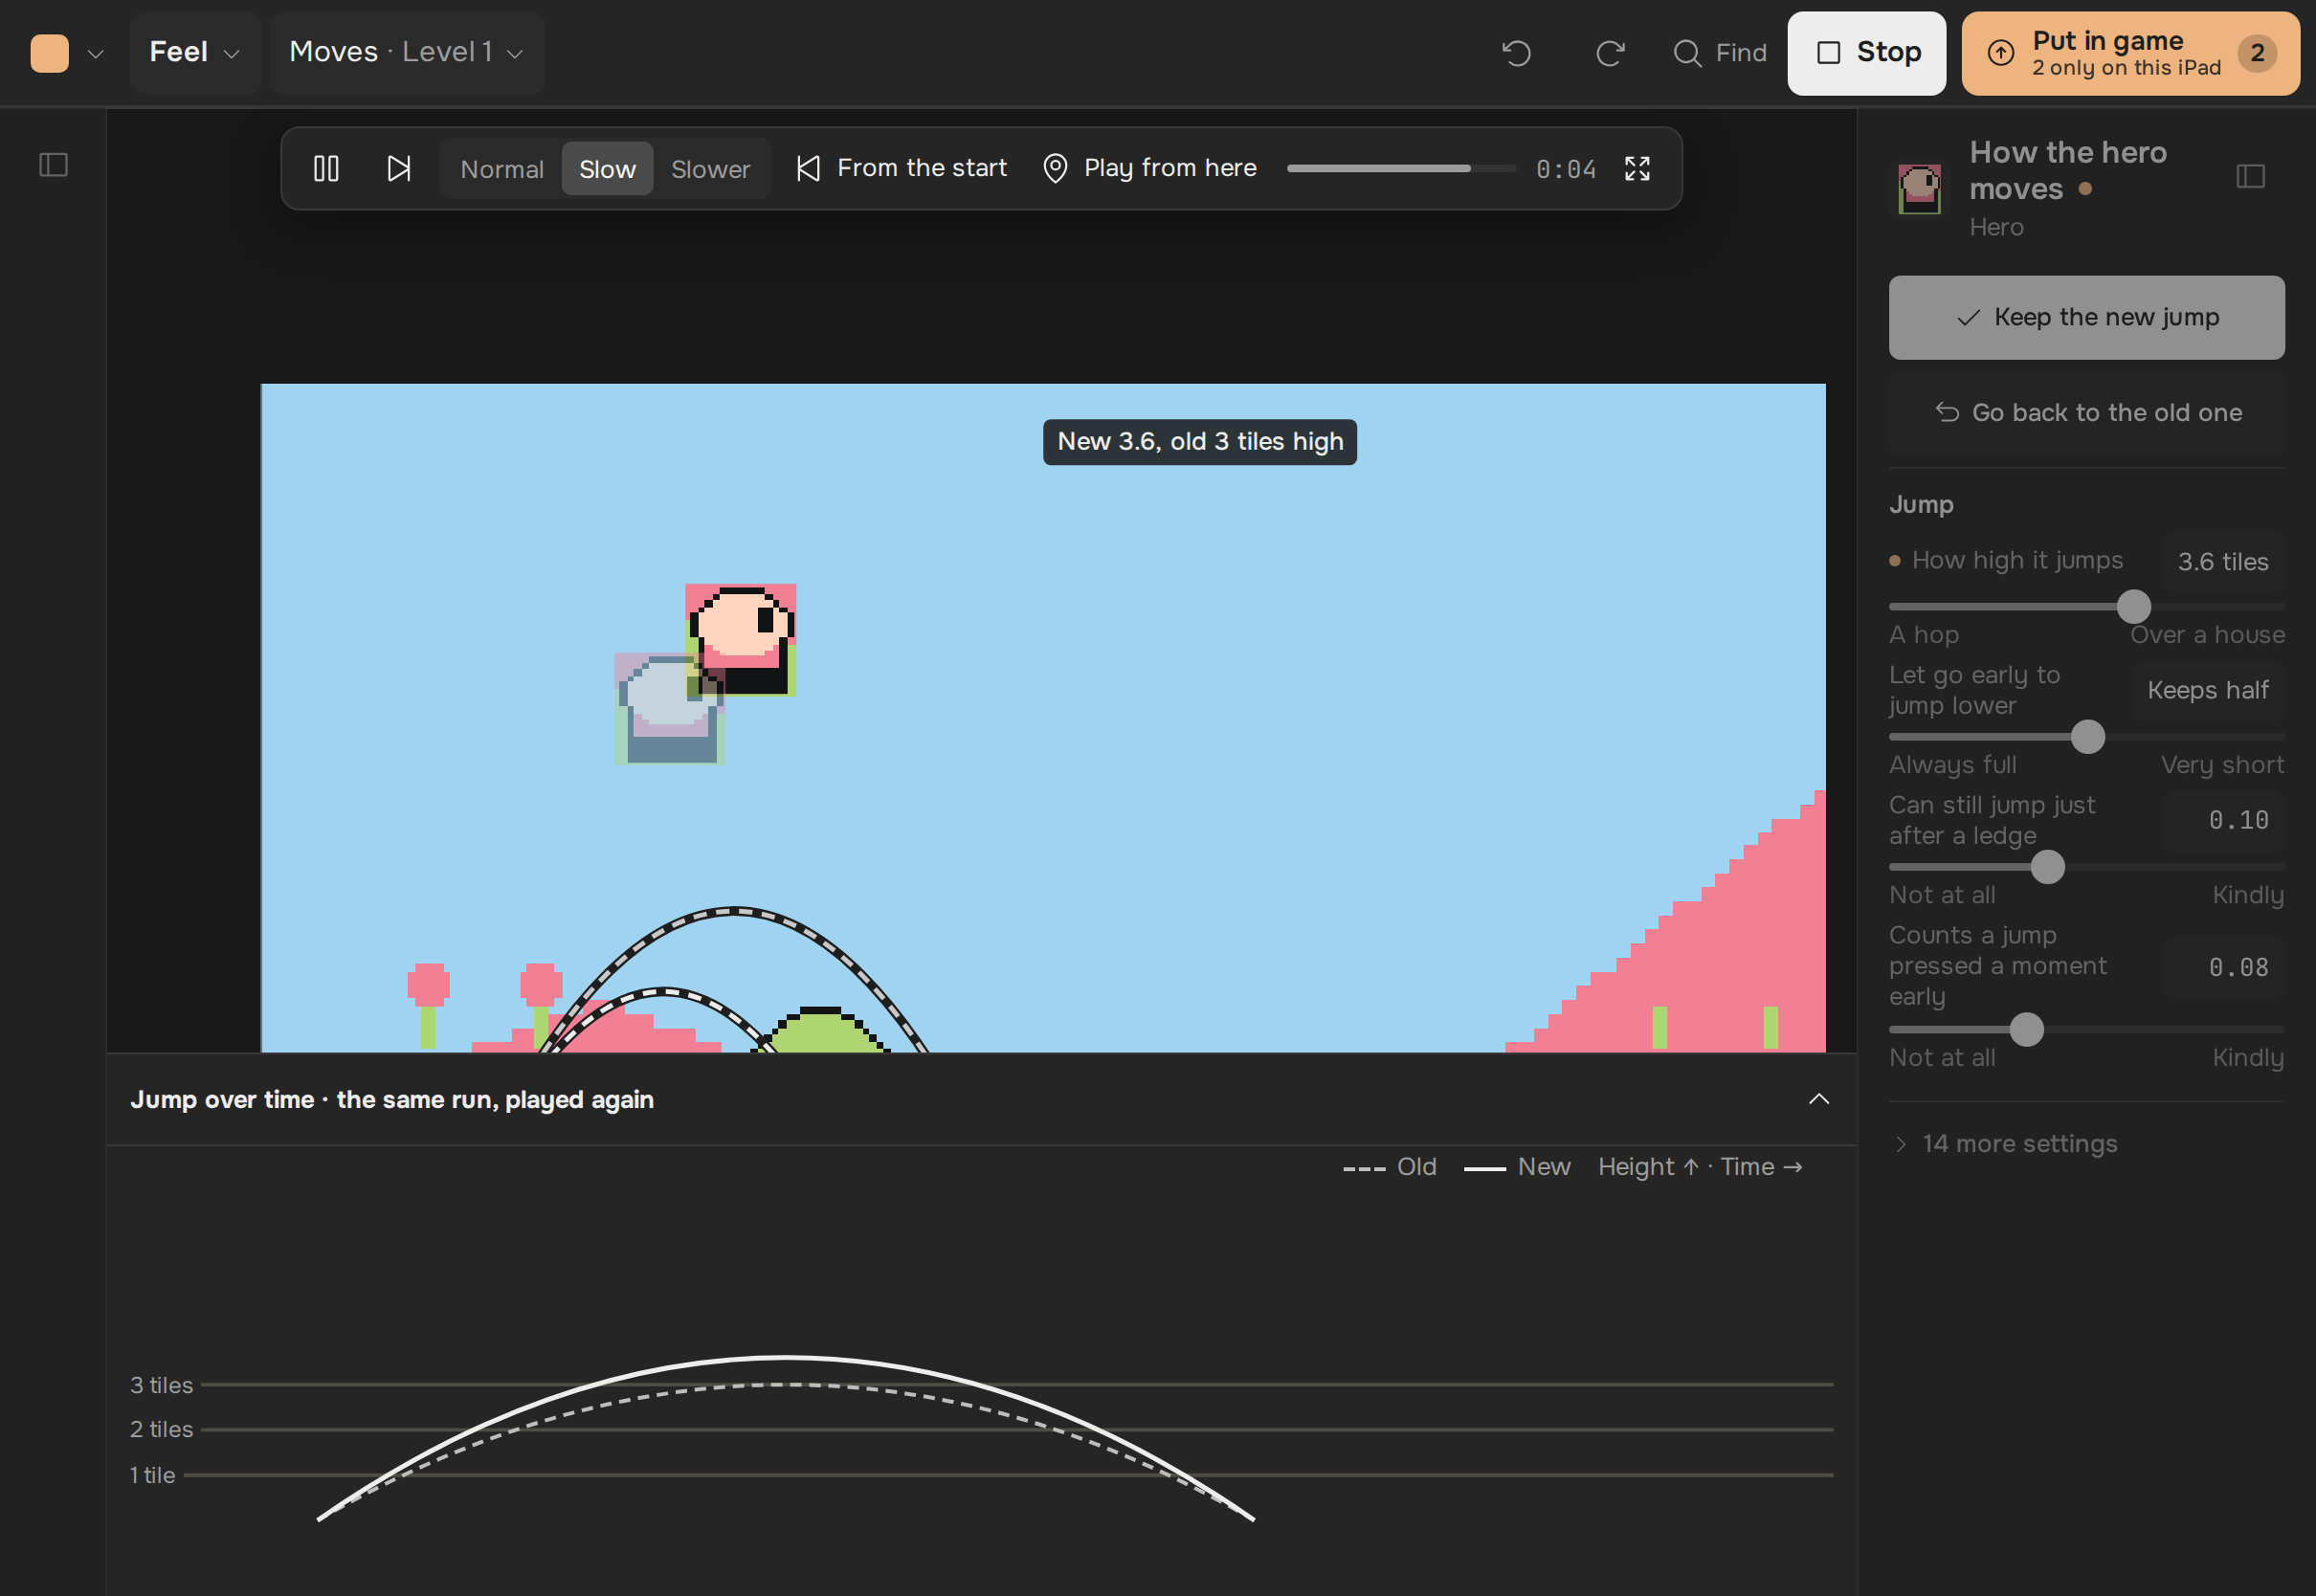 Feel
Moves · Level 1
Find
Stop
Put in game
2 only on this iPad
2
Normal
Slow
Slower
From the start
Play from here
0:04
How the hero
moves
Hero
Keep the new jump
Go back to the old one
New 3.6, old 3 tiles high
Jump
How high it jumps
3.6 tiles
A hop
Over a house
Let go early to
jump lower
Keeps half
Always full
Very short
Can still jump just
after a ledge
0.10
Not at all
Kindly
Counts a jump
pressed a moment
early
0.08
Not at all
Kindly
14 more settings
Jump over time · the same run, played again
Old
New
Height ↑ · Time →
3 tiles
2 tiles
1 tile